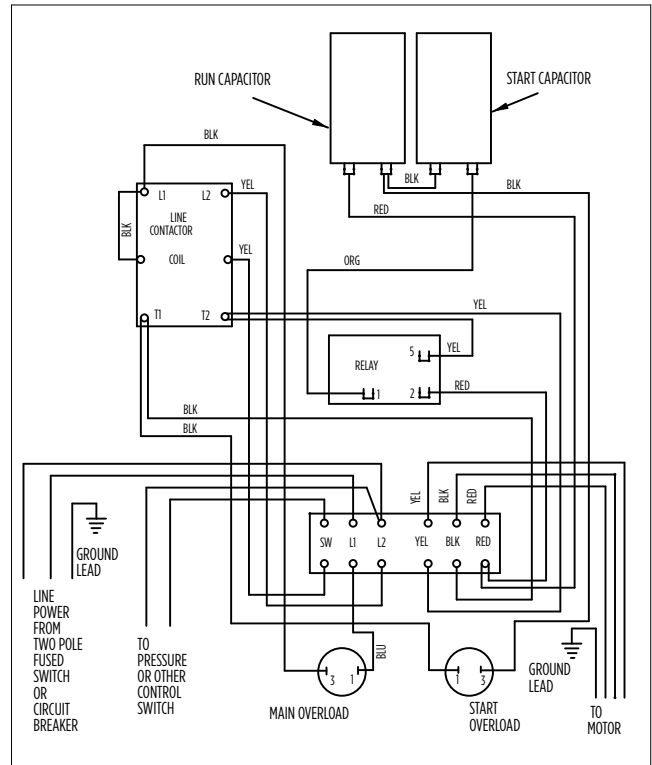 RUN CAPACITOR
START CAPACITOR
BLK
BLK
BLK
RED
L1
L2
YEL
LINE
CONTACTOR
BLK
COIL
YEL
ORG
T1
T2
YEL
5
YEL
RELAY
1
2
RED
BLK
BLK
YEL
BLK
RED
SW
L1
L2
YEL
BLK
RED
GROUND
LEAD
LINE
POWER
FROM
TWO POLE
FUSED
SWITCH
OR
CIRCUIT
BREAKER
TO
PRESSURE
OR OTHER
CONTROL
SWITCH
BLU
3
1
MAIN OVERLOAD
1
3
START
OVERLOAD
GROUND
LEAD
TO
MOTOR